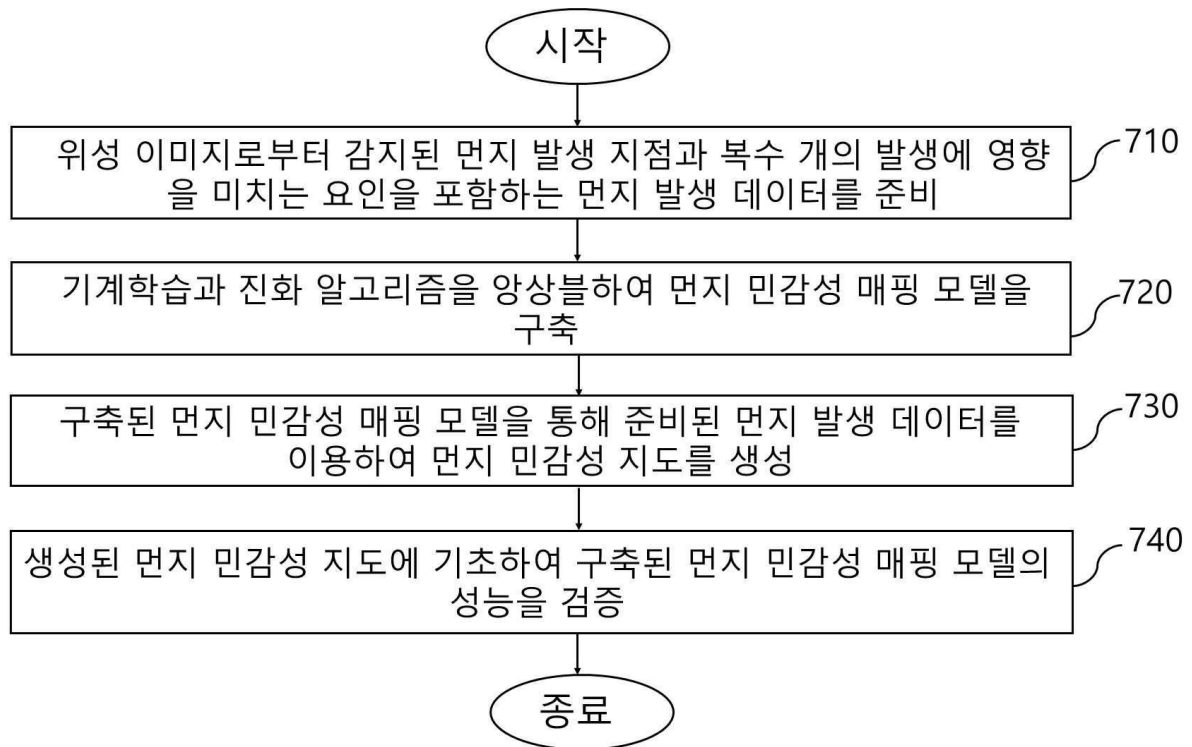 시작
위성 이미지로부터 감지된 먼지 발생 지점과 복수 개의 발생에 영향
을 미치는 요인을 포함하는 먼지 발생 데이터를 준비
710
기계학습과 진화 알고리즘을 앙상블하여 먼지 민감성 매핑 모델을
구축
720
구축된 먼지 민감성 매핑 모델을 통해 준비된 먼지 발생 데이터를
이용하여 먼지 민감성 지도를 생성
730
생성된 먼지 민감성 지도에 기초하여 구축된 먼지 민감성 매핑 모델의
성능을 검증
740
종료